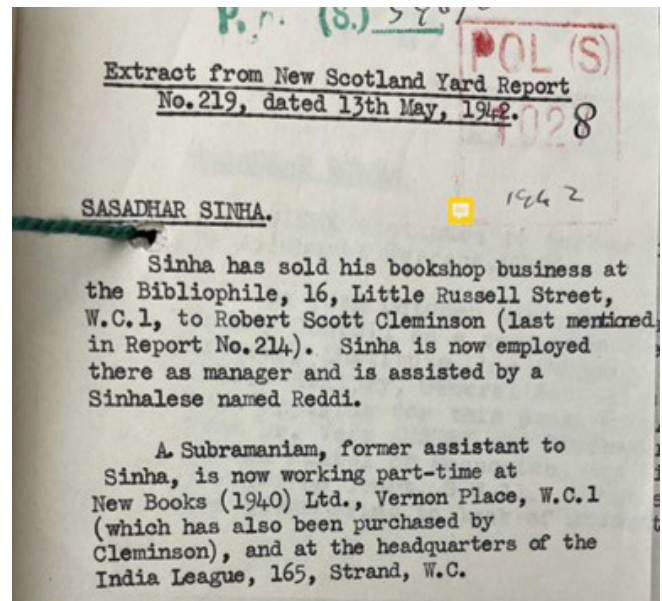 P. (S.)
POL (S)
Extract from New Scotland Yard Report
No.219, dated 13th May, 1942.
8
1942
SASADHAR SINHA.
Sinha has sold his bookshop business at
the Bibliophile, 16, Little Russell Street,
W.C.1, to Robert Scott Cleminson (last mentioned
in Report No.214). Sinha is now employed
there as manager and is assisted by a
Sinhalese named Reddi.
A. Subramaniam, former assistant to
Sinha, is now working part-time at
New Books (1940) Ltd., Vernon Place, W.C.1
(which has also been purchased by
Cleminson), and at the headquarters of the
India League, 165, Strand, W.C.